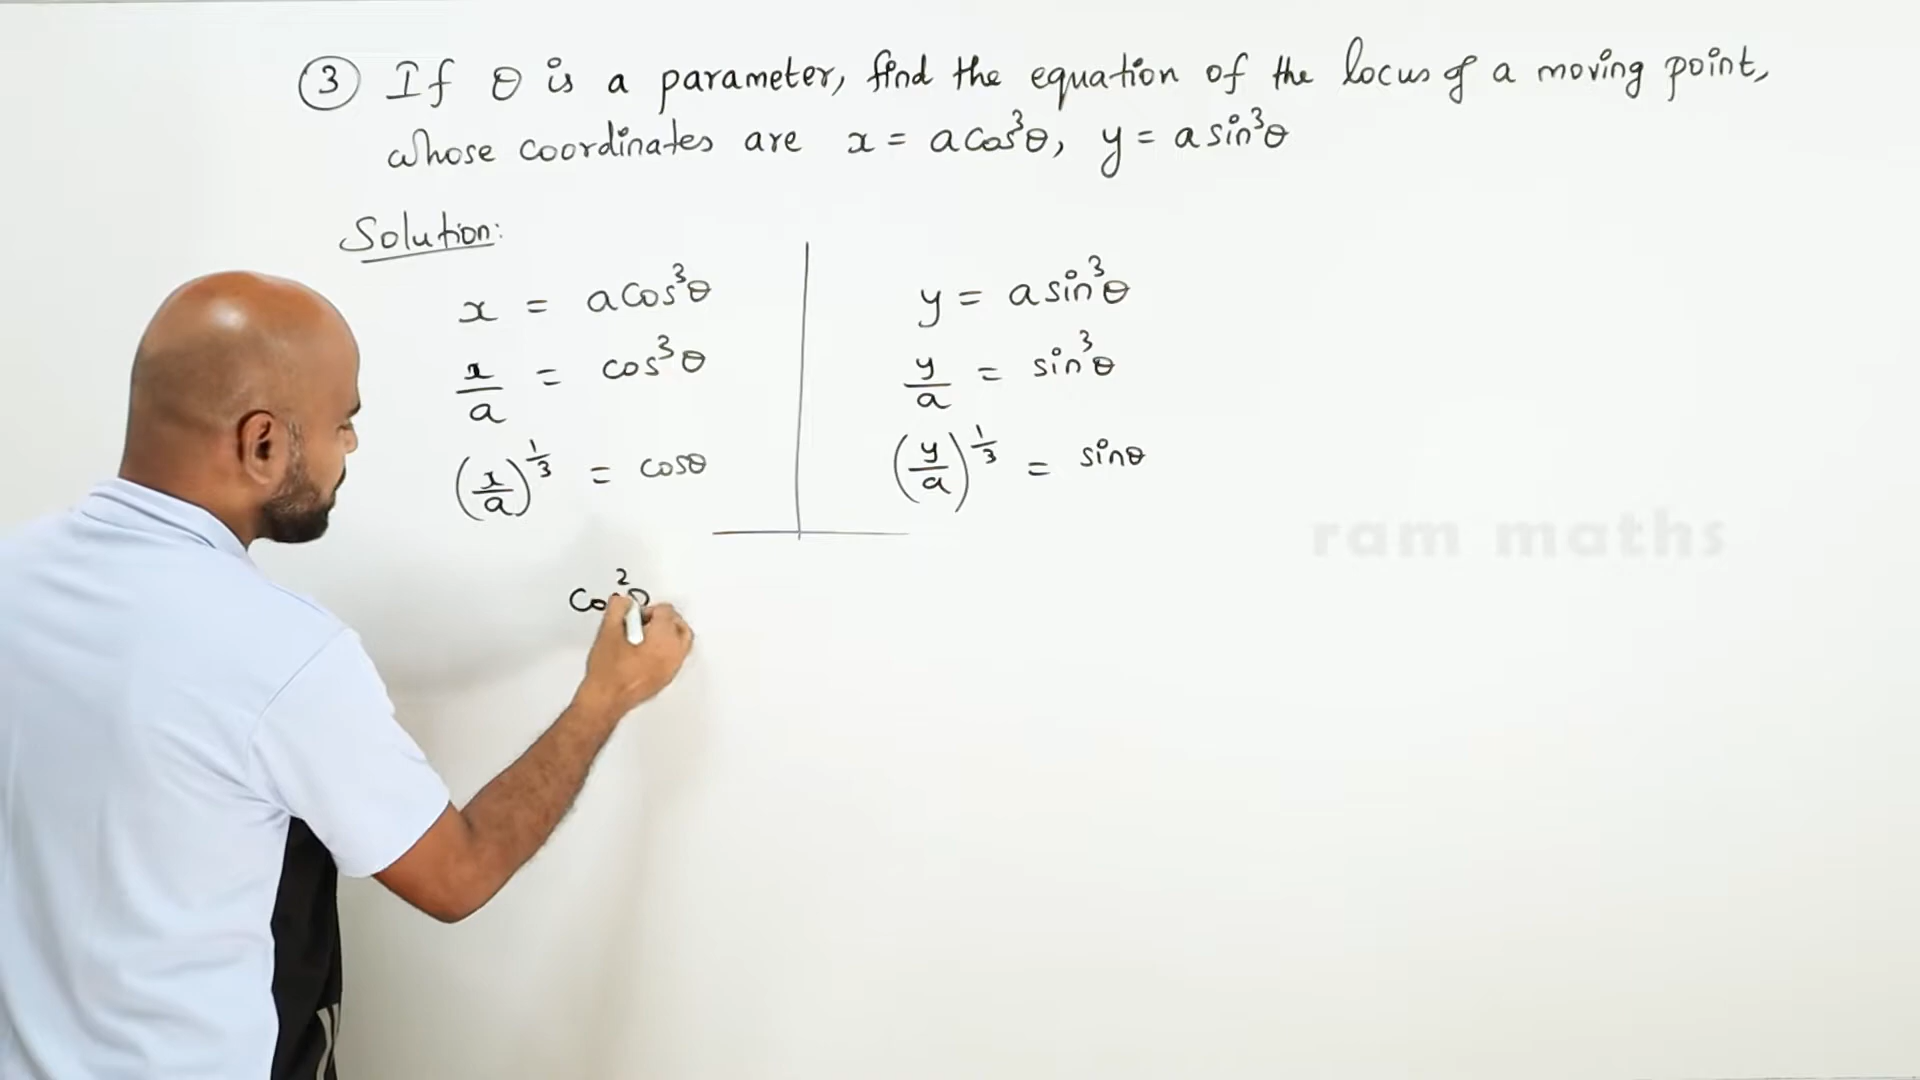 ③ If θ is a parameter, find the equation of the locus of a moving point,
whose coordinates are x = a cos³θ, y = a sin³θ
Solution:
x = a cos³θ
x/a = cos³θ
(x/a)^1/3 = cosθ
y = a sin³θ
y/a = sin³θ
(y/a)^1/3 = sinθ
ram maths